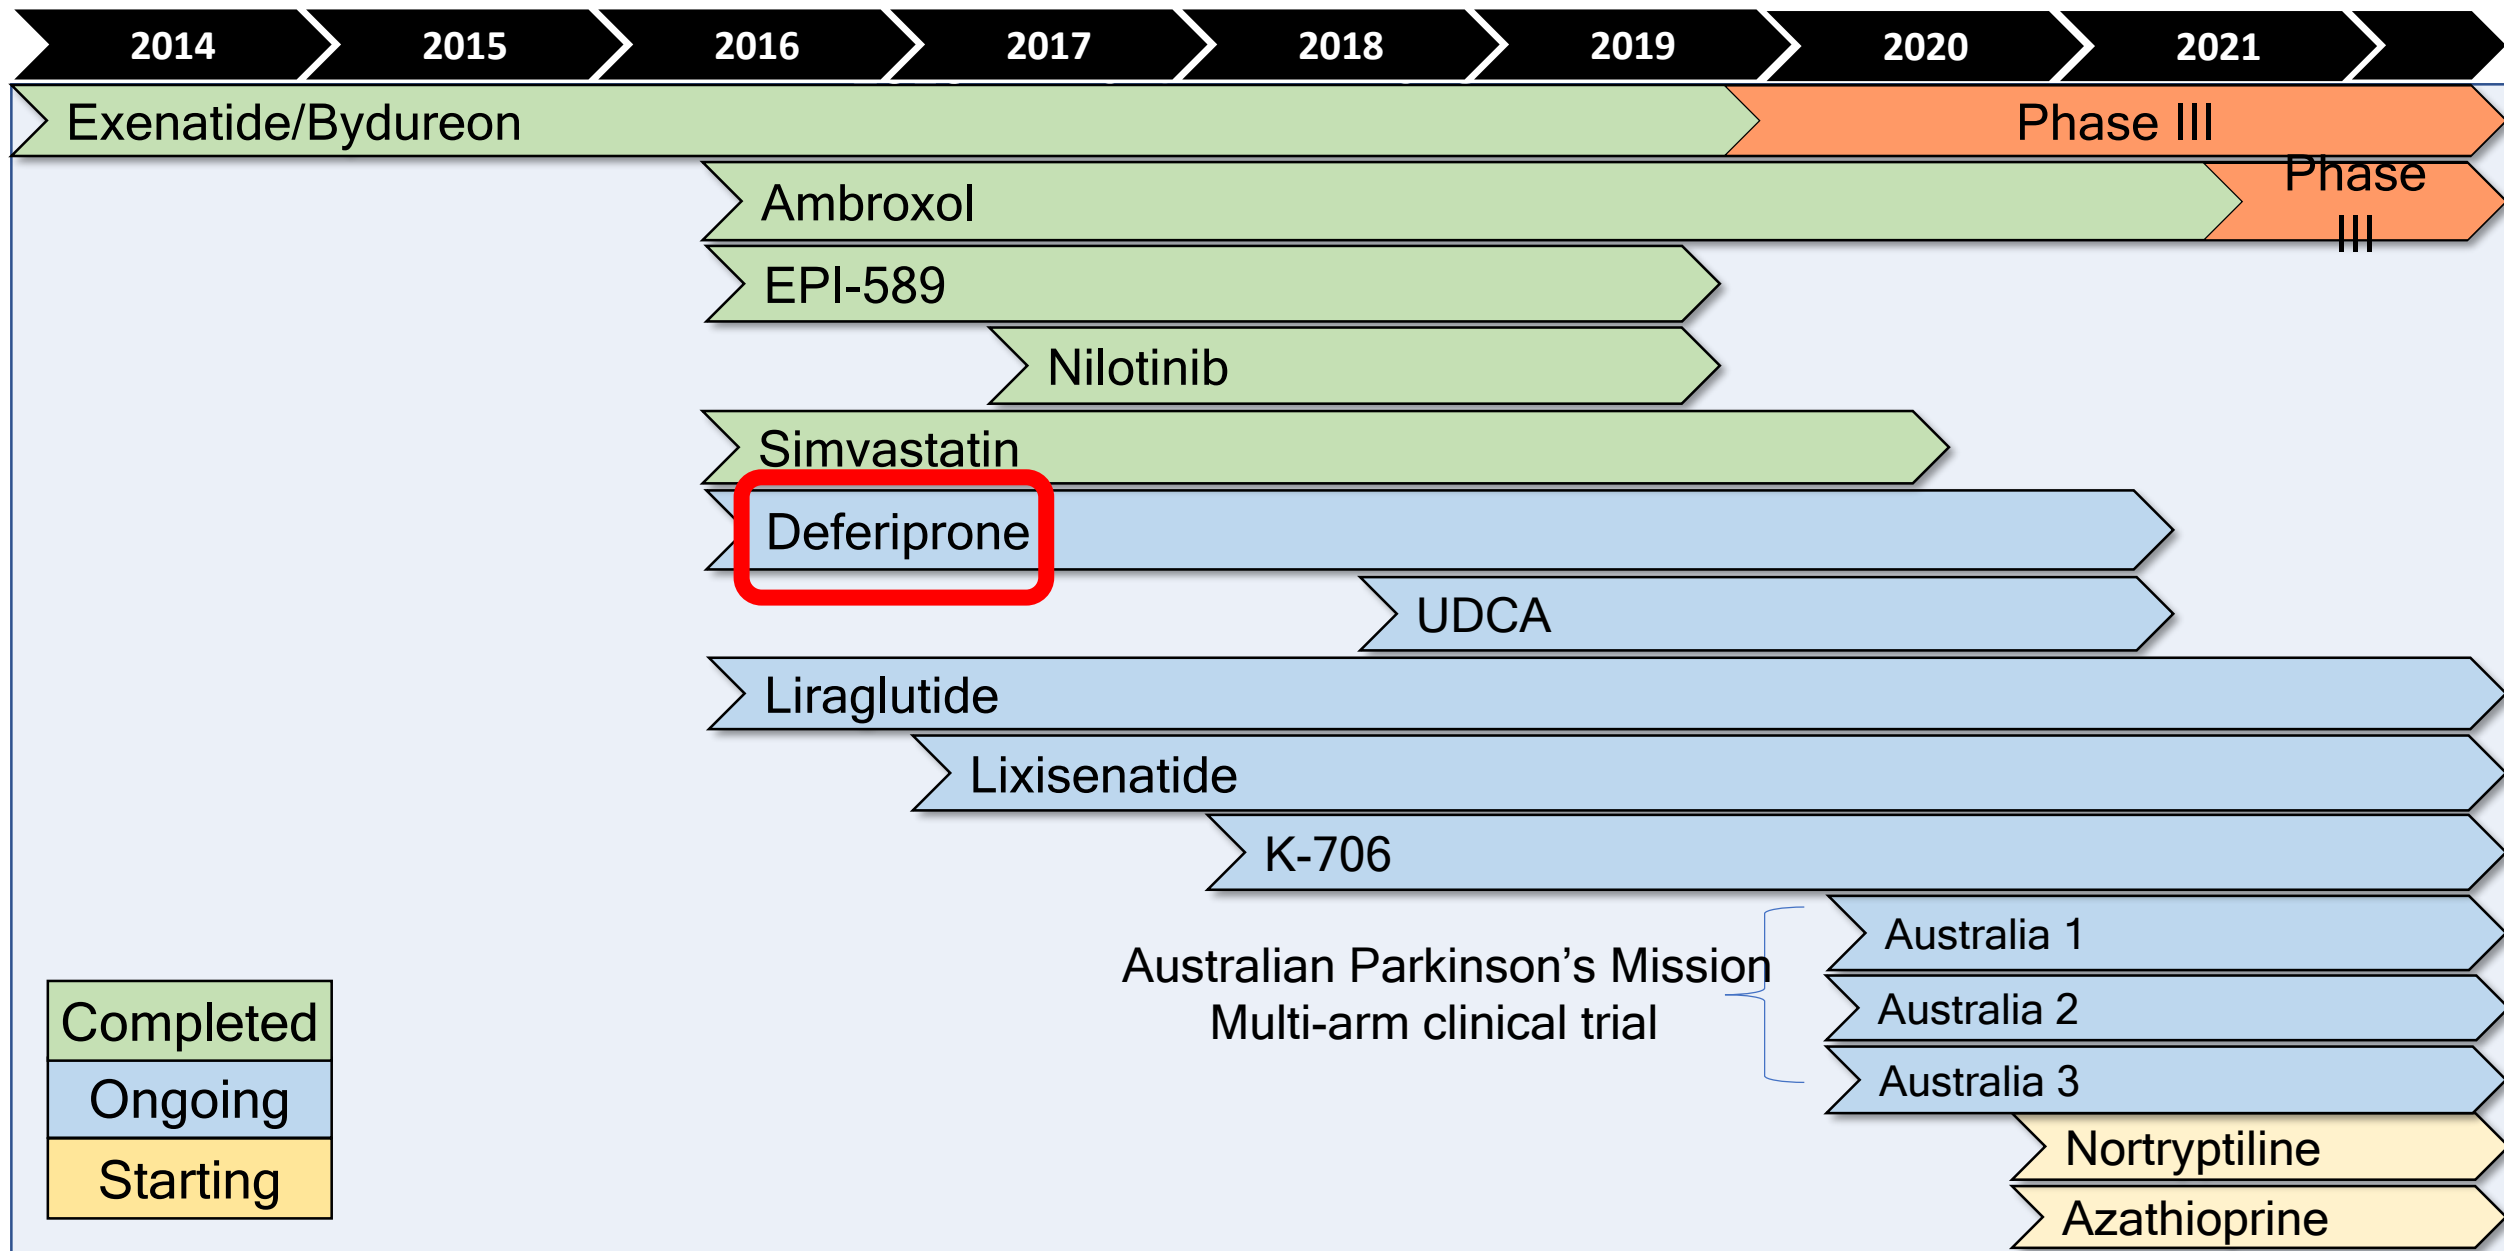 2014 2015 2016 2017 2018 2019 2020 2021
Exenatide/Bydureon Phase III
Ambroxol Phase
III
EPI-589
Nilotinib
Simvastatin
Deferiprone
UDCA
Liraglutide
Lixisenatide
K-706
Australia 1
Australian Parkinson’s Mission
Multi-arm clinical trial
Australia 2
Australia 3
Nortryptiline
Azathioprine
Completed
Ongoing
Starting